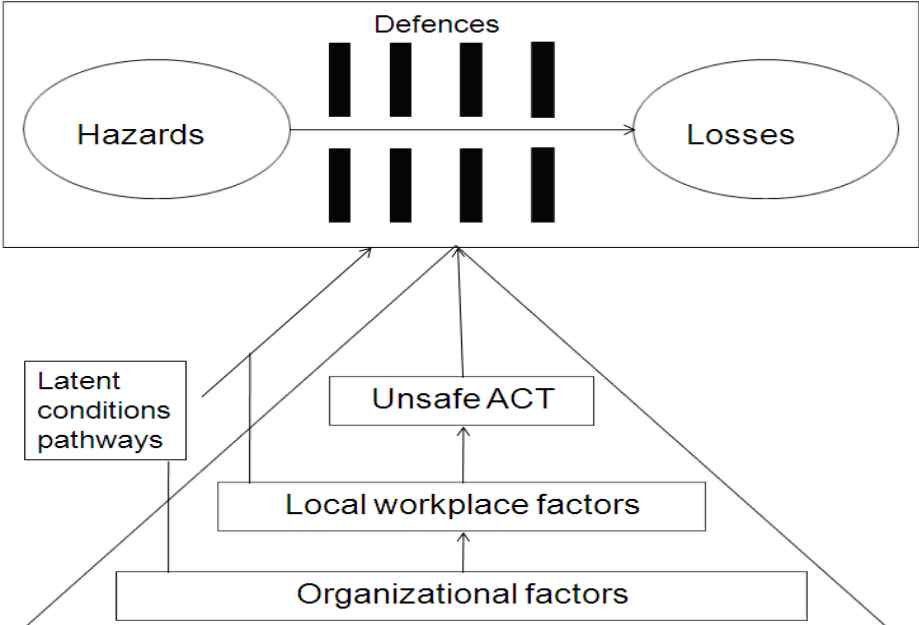 Defences
Hazards
Losses
Latent
conditions
pathways
Unsafe ACT
Local workplace factors
Organizational factors